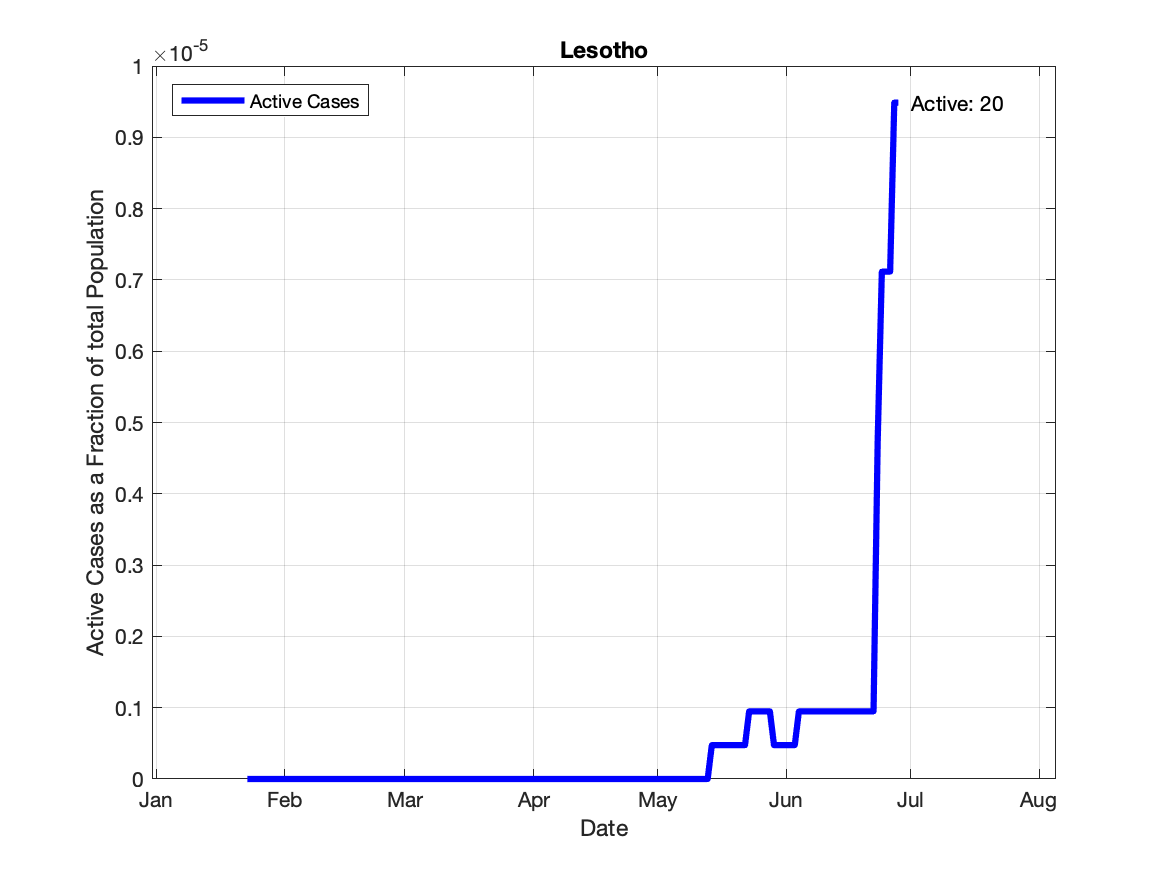 Lesotho
×10-5
1
0.9
0.8
0.7
0.6
0.5
0.4
0.3
0.2
0.1
0
Active Cases as a Fraction of total Population
Active Cases
Active: 20
Jan Feb Mar Apr May Jun Jul Aug
Date